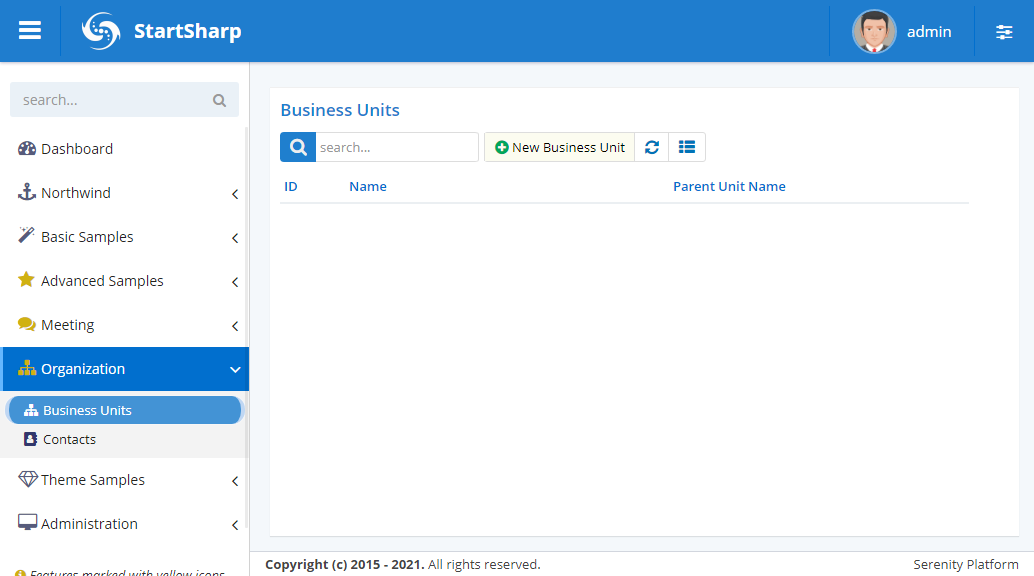 StartSharp
admin
search...
Dashboard
Northwind
Basic Samples
Advanced Samples
Meeting
Organization
Business Units
Contacts
Theme Samples
Administration
Features marked with yellow icons
Business Units
search...
New Business Unit
ID Name Parent Unit Name
Copyright (c) 2015 - 2021. All rights reserved.
Serenity Platform